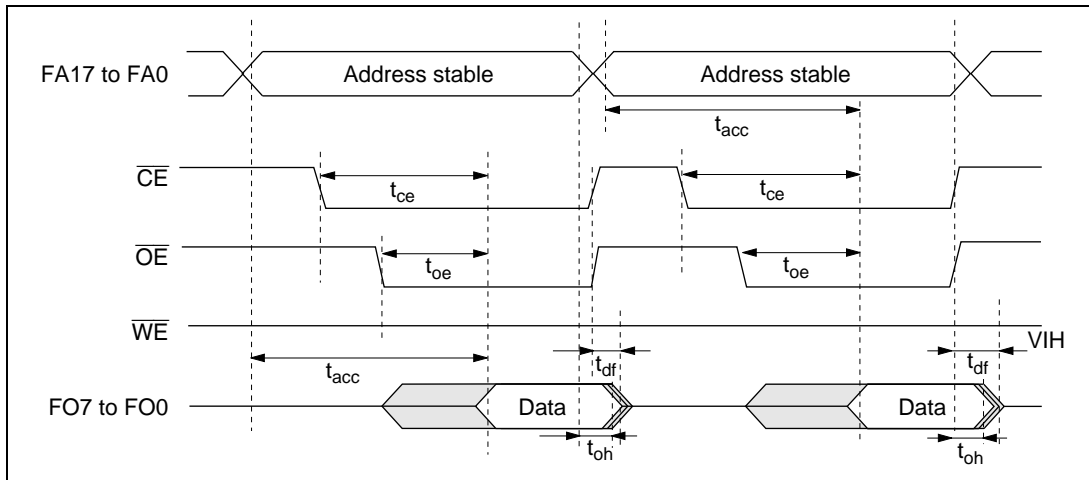 FA17 to FA0
Address stable
Address stable
tacc
CE
tce
tce
OE
toe
toe
WE
VIH
tacc
tdf
tdf
FO7 to FO0
Data
Data
toh
toh